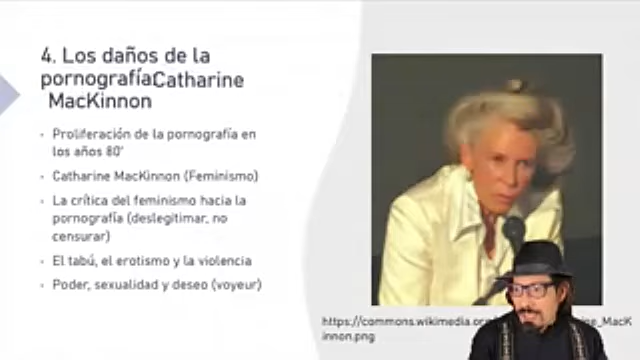 4. Los daños de la
pornografíaCatharine
MacKinnon
Proliferación de la pornografía en
los años 80'
Catharine MacKinnon (Feminismo)
La crítica del feminismo hacia la
pornografía (deslegitimar, no
censurar)
El tabú, el erotismo y la violencia
Poder, sexualidad y deseo (voyeur)
https://commons.wikimedia.or
ine_MacK
innon.png